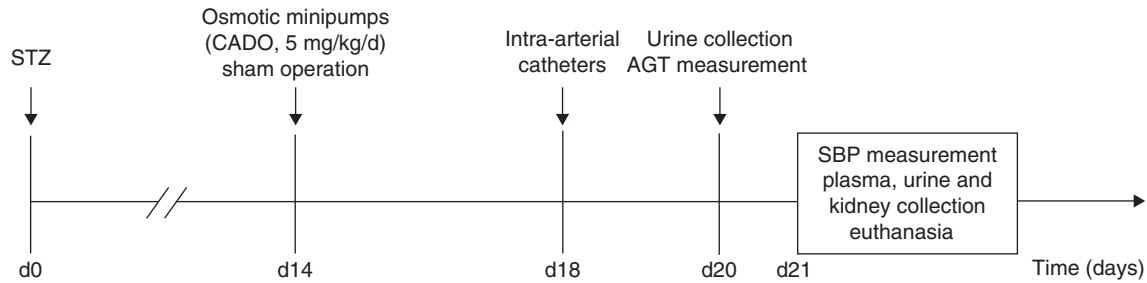 STZ
Osmotic minipumps
(CADO, 5 mg/kg/d)
sham operation
Intra-arterial
catheters
Urine collection
AGT measurement
SBP measurement
plasma, urine and
kidney collection
euthanasia
d0
d14
d18
d20
d21
Time (days)